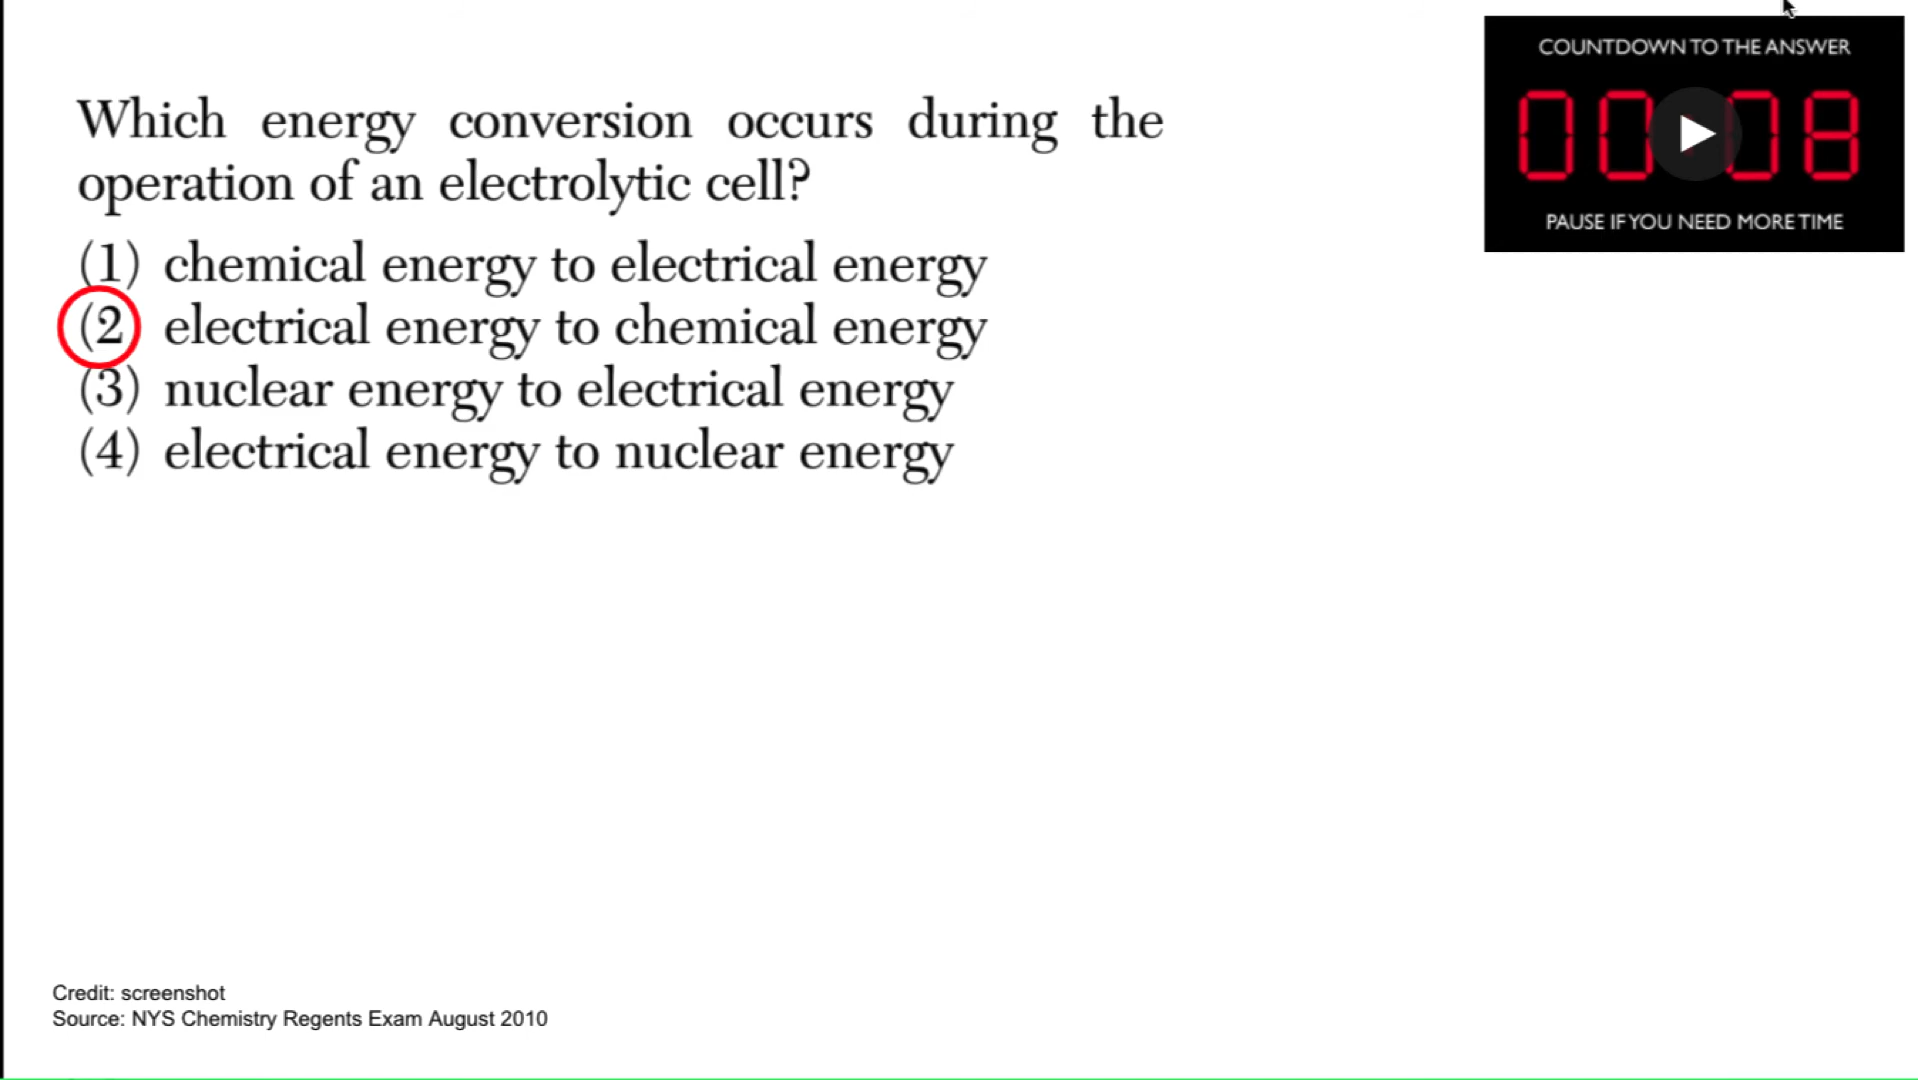 Which energy conversion occurs during the
operation of an electrolytic cell?
(1) chemical energy to electrical energy
(2 electrical energy to chemical energy
(3) nuclear energy to electrical energy
(4) electrical energy to nuclear energy
COUNTDOWN TO THE ANSWER
00:08
PAUSE IF YOU NEED MORE TIME
Credit: screenshot
Source: NYS Chemistry Regents Exam August 2010